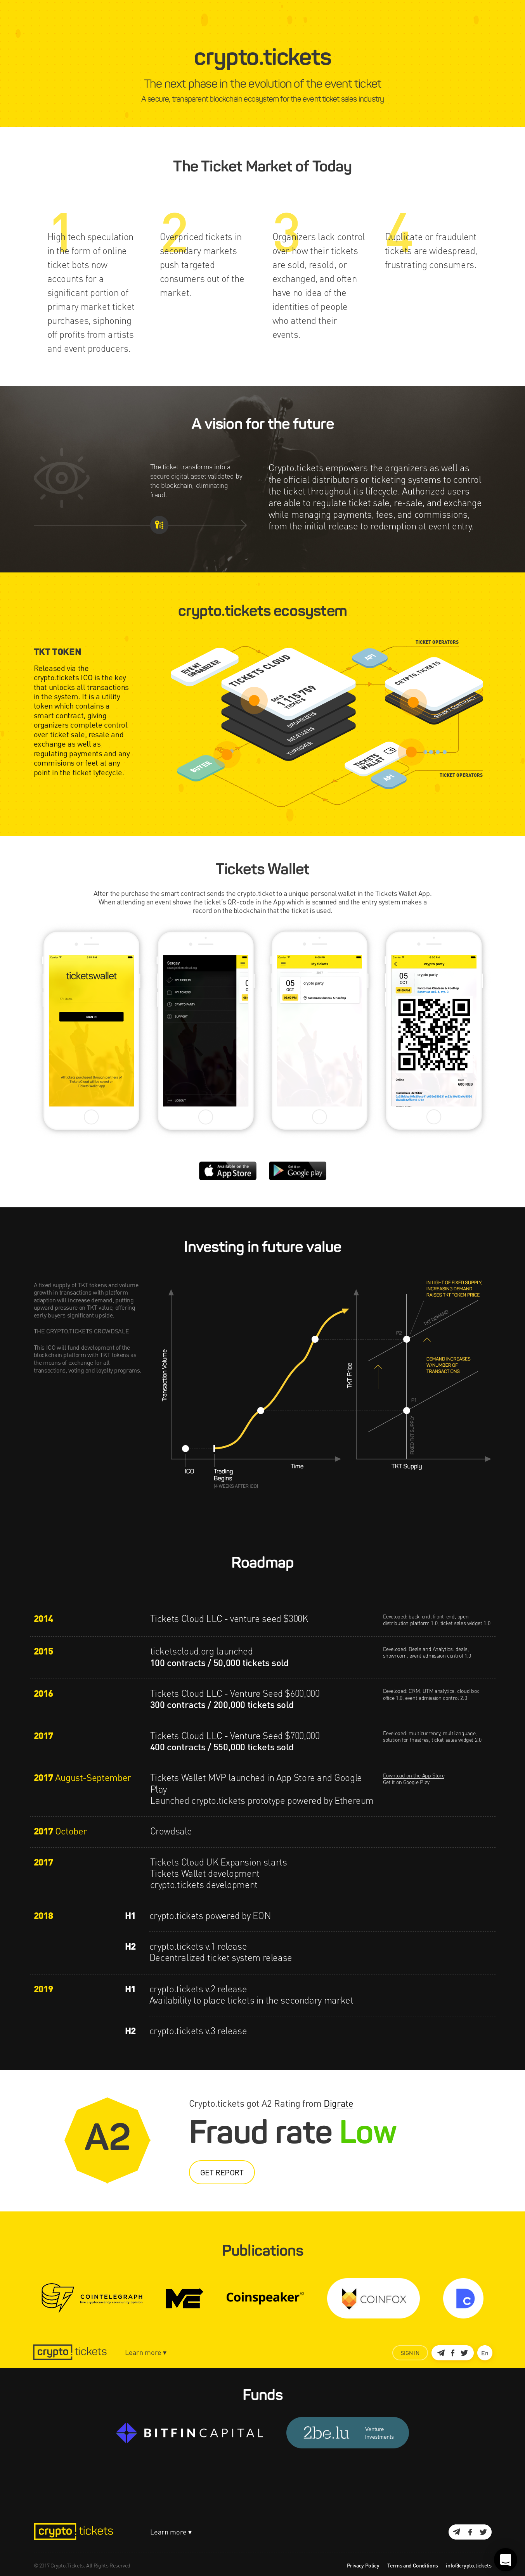 crypto.tickets
The next phase in the evolution of the event ticket
A secure, transparent blockchain ecosystem for the event ticket sales industry
The Ticket Market of Today
1
High tech speculation
in the form of online
ticket bots now
accounts for a
significant portion of
primary market ticket
purchases, siphoning
off profits from artists
and event producers.
2
Overpriced tickets in
secondary markets
push targeted
consumers out of the
market.
3
Organizers lack control
over how their tickets
are sold, resold, or
exchanged, and often
have no idea of the
identities of people
who attend their
events.
4
Duplicate or fraudulent
tickets are widespread,
frustrating consumers.
A vision for the future
The ticket transforms into a
secure digital asset validated by
the blockchain, eliminating
fraud.
Crypto.tickets empowers the organizers as well as
the official distributors or ticketing systems to control
the ticket throughout its lifecycle. Authorized users
are able to regulate ticket sale, re-sale, and exchange
while managing payments, fees, and commissions,
from the initial release to redemption at event entry.
crypto.tickets ecosystem
TKT TOKEN
Released via the
crypto.tickets ICO is the key
that unlocks all transactions
in the system. It is a utility
token which contains a
smart contract, giving
organizers complete control
over ticket sale, resale and
exchange as well as
regulating payments and any
commisions or feet at any
point in the ticket lyfecycle.
TICKET OPERATORS
EVENT
ORGANIZER
TICKETS CLOUD
SOLD
1 115 759
TICKETS
ORGANIZERS
RESELLERS
TURNOVER
API
CRYPTO.TICKETS
SMART CONTRACT
BUYER
TICKETS
WALLET
API
TICKET OPERATORS
Tickets Wallet
After the purchase the smart contract sends the crypto.ticket to a unique personal wallet in the Tickets Wallet App.
When attending an event shows the ticket's QR-code in the App which is scanned and the entry system makes a
record on the blockchain that the ticket is used.
ticketswallet
SIGN IN
All tickets purchased through services of
TicketsCloud will be saved on
Tickets Wallet app
Sergey
MY TICKETS
MY TIKENS
CRYPTO PARTY
SUPPORT
LOGOUT
My tickets
05
OCT
crypto party
crypto party
05
OCT
crypto party
600 RUB
Available on the
App Store
Get it on
Google play
Investing in future value
A fixed supply of TKT tokens and volume
growth in transactions with platform
adaption will increase demand, putting
upward pressure on TKT value, offering
early buyers significant upside.
THE CRYPTO.TICKETS CROWDSALE
This ICO will fund development of the
blockchain platform with TKT tokens as
the means of exchange for all
transactions, voting and loyalty programs.
Transaction Volume
ICO
Trading
Begins
(4 WEEKS AFTER ICO)
Time
TKT Price
IN LIGHT OF FIXED SUPPLY,
INCREASING DEMAND
RAISES TKT TOKEN PRICE
TKT DEMAND
P2
DEMAND INCREASES
W/NUMBER OF
TRANSACTIONS
P1
FIXED TKT SUPPLY
TKT Supply
Roadmap
2014
Tickets Cloud LLC - venture seed $300K
Developed: back-end, front-end, open
distribution platform 1.0, ticket sales widget 1.0
2015
ticketscloud.org launched
100 contracts / 50,000 tickets sold
Developed: Deals and Analytics: deals,
showroom, went admission control 1.0
2016
Tickets Cloud LLC - Venture Seed $600,000
300 contracts / 200,000 tickets sold
Developed: CRM, UTM analytics, cloud box
office 1.0, event admission control 2.0
2017
Tickets Cloud LLC - Venture Seed $700,000
400 contracts / 550,000 tickets sold
Developed: multicurrency, multilanguage,
solution for theatres, ticket sales widget 2.0
2017 August-September
Tickets Wallet MVP launched in App Store and Google
Play
Launched crypto.tickets prototype powered by Ethereum
Download on the App Store
Get it on Google Play
2017 October
Crowdsale
2017
Tickets Cloud UK Expansion starts
Tickets Wallet development
crypto.tickets development
2018
H1
crypto.tickets powered by EON
H2
crypto.tickets v.1 release
Decentralized ticket system release
2019
H1
crypto.tickets v.2 release
Availability to place tickets in the secondary market
H2
crypto.tickets v.3 release
A2
Crypto.tickets got A2 Rating from Digrate
Fraud rate Low
GET REPORT
Publications
COINTELEGRAPH
ME
Coinspeaker
COINFOX
crypto! tickets
Learn more ▾
SIGN IN
En
Funds
BITFINCAPITAL
2be.lu
Venture
Investments
crypto! tickets
Learn more ▾
© 2017 Crypto.Tickets. All Rights Reserved
Privacy Policy
Terms and Conditions
info@crypto.tickets